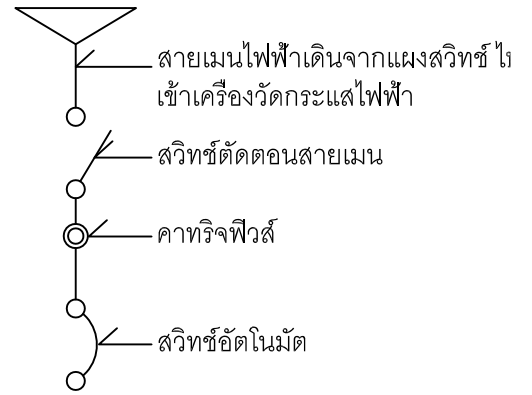 สายเมนไฟฟ้าเดินจากแผงสวิทช์
เข้าเครื่องวัดกระแสไฟฟ้า
สวิทช์ตัดตอนสายเมน
คาทริจฟิวส์
สวิทช์อัตโนมัต